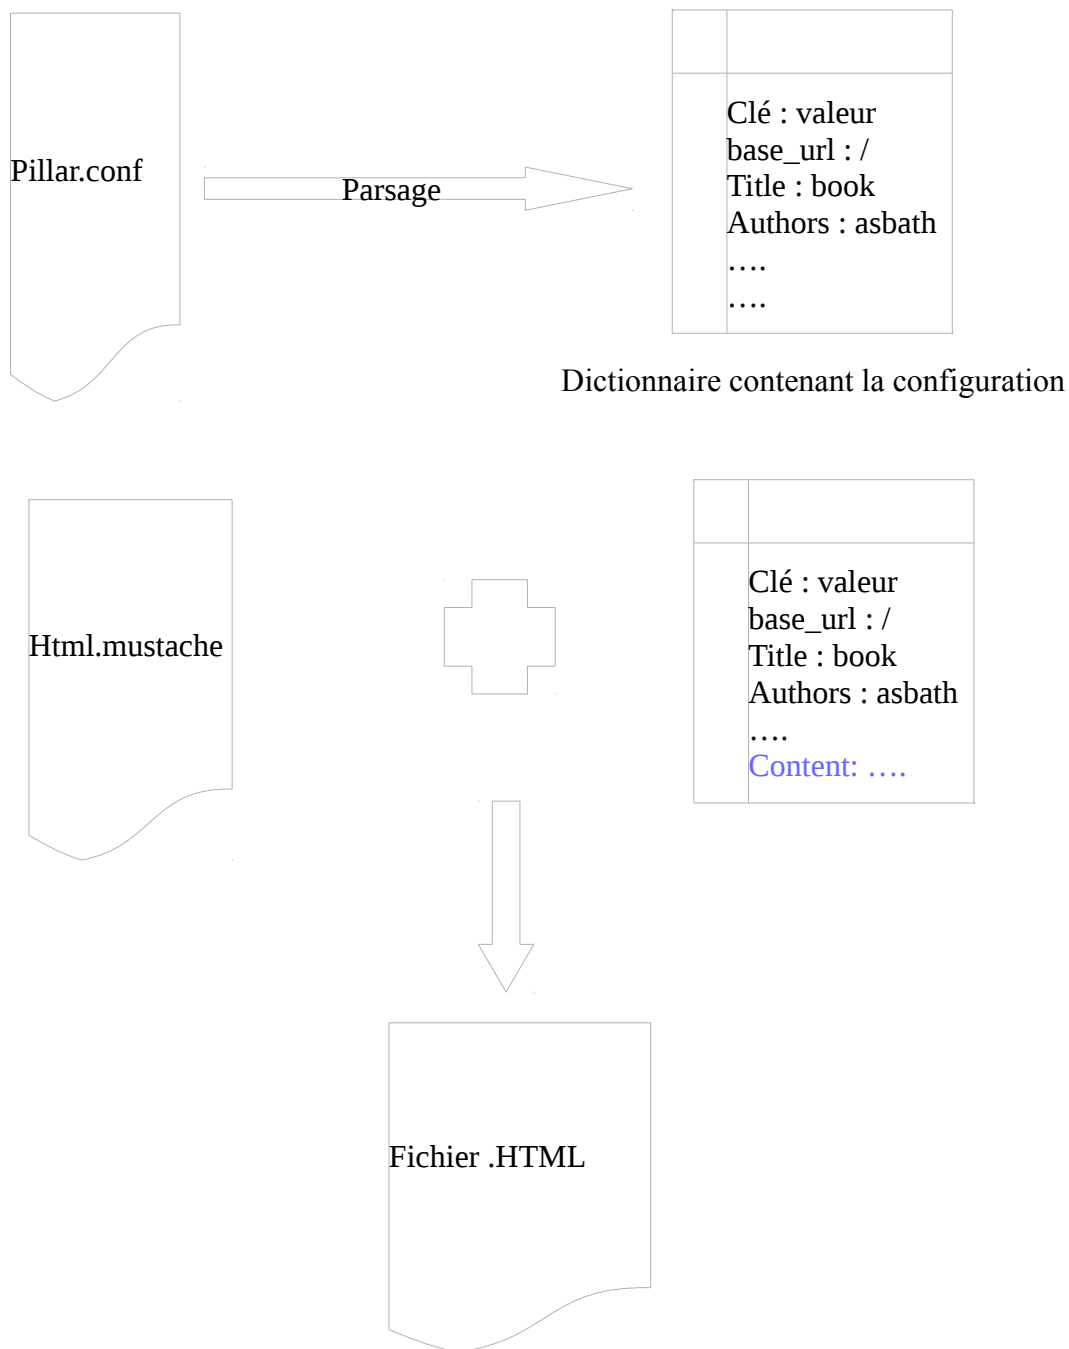 Pillar.conf
Parsage
Clé : valeur
base_url : /
Title : book
Authors : asbath
….
….
Dictionnaire contenant la configuration
Html.mustache
Clé : valeur
base_url : /
Title : book
Authors : asbath
….
Content: ….
Fichier .HTML